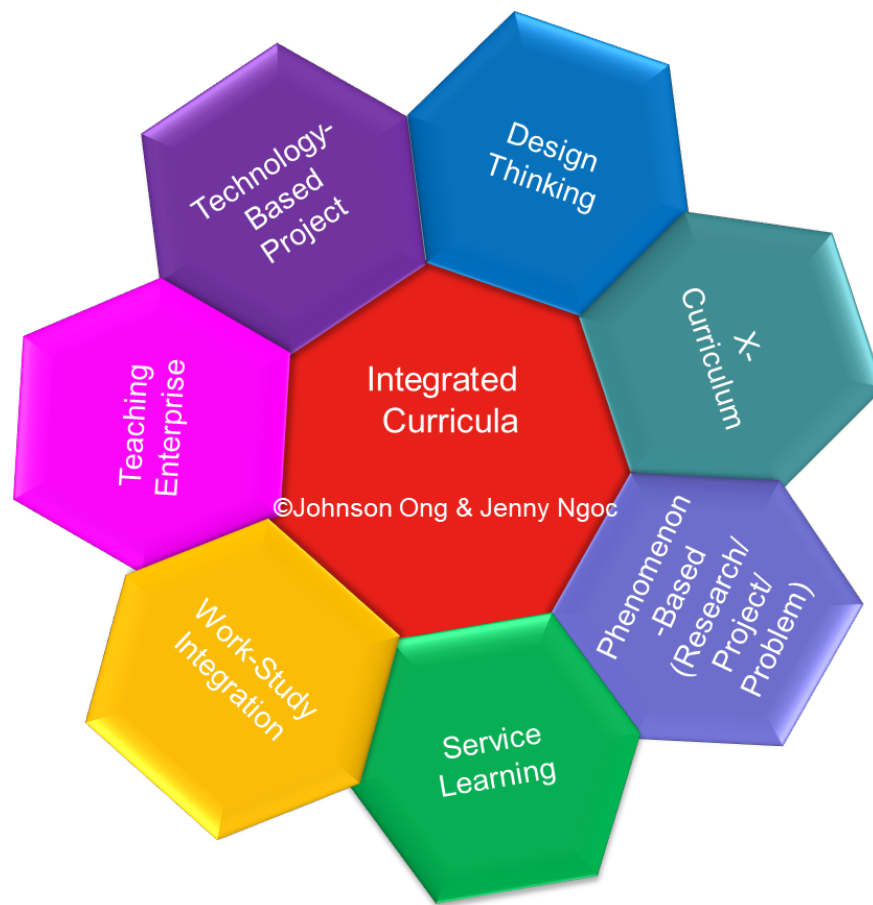 Integrated
Curricula
©Johnson Ong & Jenny Ngoc
Design
Thinking
X-
Curriculum
Phenomenon
-Based
(Research/
Project/
Problem)
Service
Learning
Work-Study
Integration
Teaching
Enterprise
Technology-
Based
Project